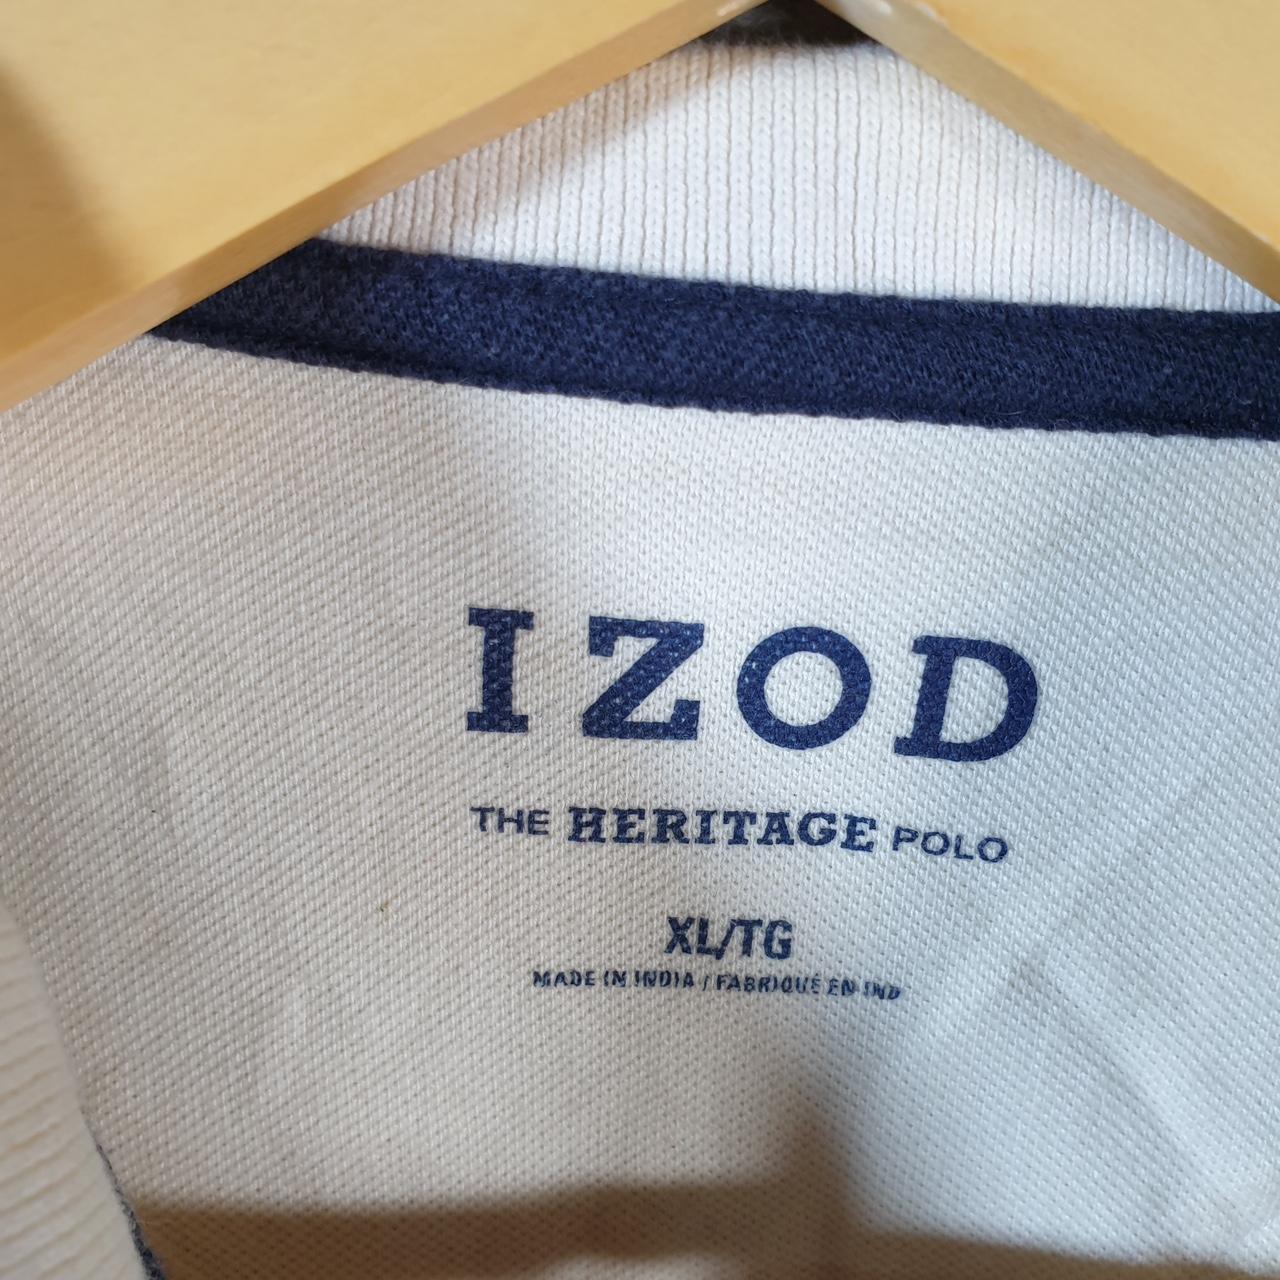 IZOD
THE HERITAGE POLO
XL/TG
MADE IN INDIA / FABRIQUÉ EN IND